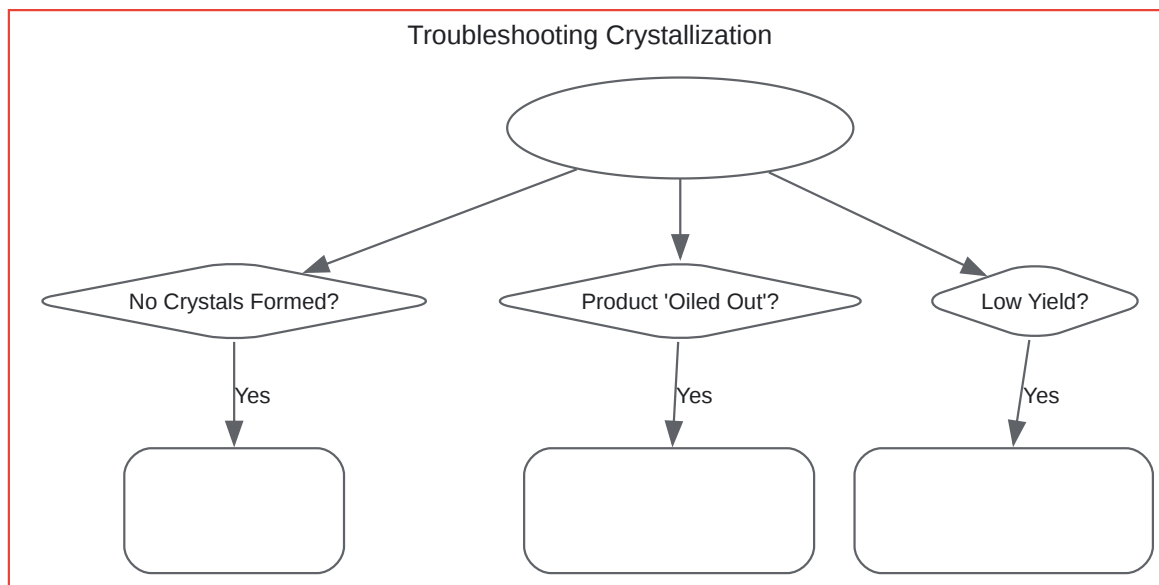 Troubleshooting Crystallization
No Crystals Formed?
Product 'Oiled Out'?
Low Yield?
Yes
Yes
Yes